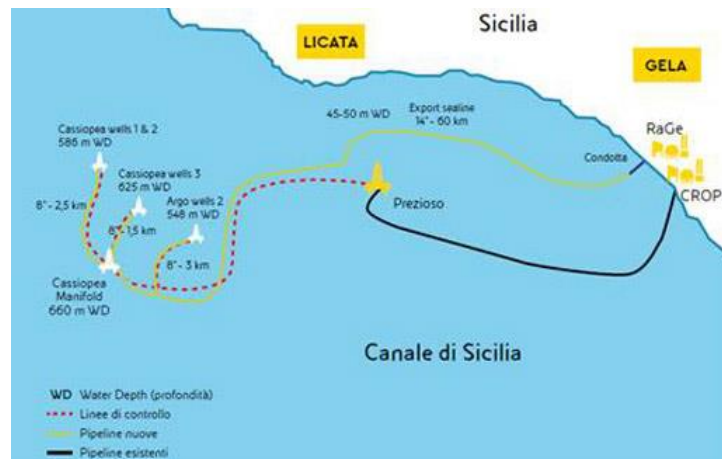 Sicilia
LICATA
GELA
45-50 m WD
Export sealine
14"- 60 km
RaGe
Condotta
CROP
Cassiopea wells 1 & 2
586 m WD
Cassiopea wells 3
625 m WD
Argo wells 2
548 m WD
8"- 2,5 km
8"- 1,5 km
8"- 3 km
Prezioso
Cassiopea
Manifold
660 m WD
Canale di Sicilia
WD Water Depth (profondità)
Linee di controllo
Pipeline nuove
Pipeline esistenti